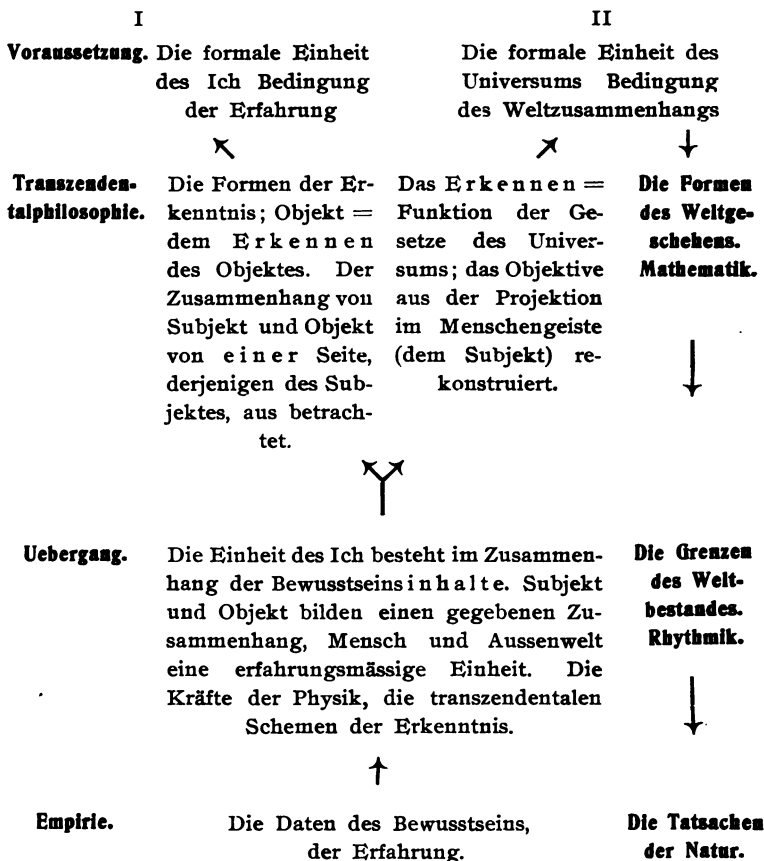 I
II
Voraussetzung.
Die formale Einheit
des Ich Bedingung
der Erfahrung
Die formale Einheit des
Universums Bedingung
des Weltzusammenhangs
Transzenden-
talphilosophie.
Die Formen der Er-
kenntnis; Objekt =
dem Erkennen
des Objektes. Der
Zusammenhang von
Subjekt und Objekt
von einer Seite,
derjenigen des Sub-
jektes, aus betrach-
tet.
Das Erkennen =
Funktion der Ge-
setze des Univer-
sums; das Objektive
aus der Projektion
im Menschengeiste
(dem Subjekt) re-
konstruiert.
Die Formen
des Weltge-
schehens.
Mathematik.
Uebergang.
Die Einheit des Ich besteht im Zusammen-
hang der Bewusstseinsinhalte. Subjekt
und Objekt bilden einen gegebenen Zu-
sammenhang, Mensch und Aussenwelt
eine erfahrungsmässige Einheit. Die
Kräfte der Physik, die transzendentalen
Schemen der Erkenntnis.
Die Grenzen
des Welt-
bestandes.
Rhythmik.
Empirie.
Die Daten des Bewusstseins,
der Erfahrung.
Die Tatsachen
der Natur.